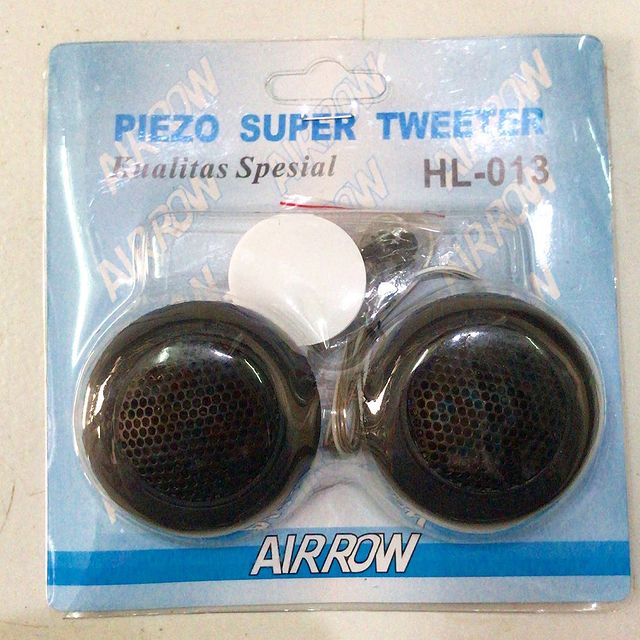 PIEZO SUPER TWEETER
Kualitas Spesial
HL-013
AIRROW